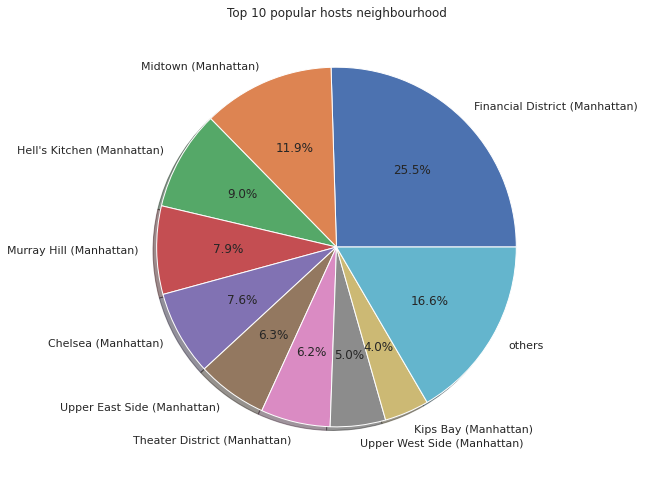 Top 10 popular hosts neighbourhood
Midtown (Manhattan)
Financial District (Manhattan)
11.9%
25.5%
Hell's Kitchen (Manhattan)
9.0%
Murray Hill (Manhattan)
7.9%
7.6%
16.6%
Chelsea (Manhattan)
6.3%
6.2%
5.0%
4.0%
others
Upper East Side (Manhattan)
Theater District (Manhattan)
Kips Bay (Manhattan)
Upper West Side (Manhattan)